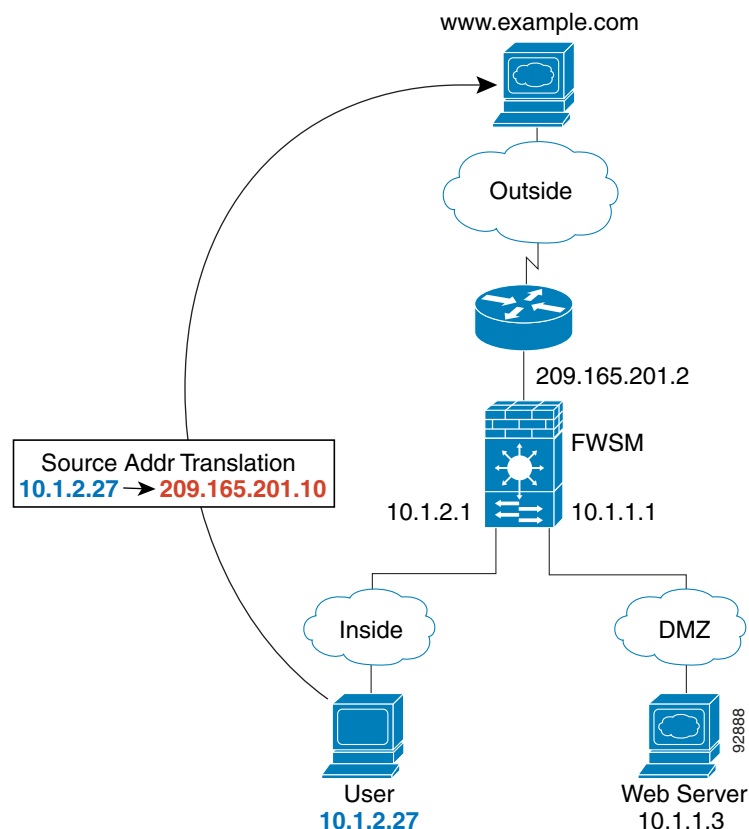 www.example.com
Outside
209.165.201.2
FWSM
Source Addr Translation
10.1.2.27 209.165.201.10
10.1.2.1 10.1.1.1
Inside DMZ
92888
User Web Server
10.1.2.27 10.1.1.3